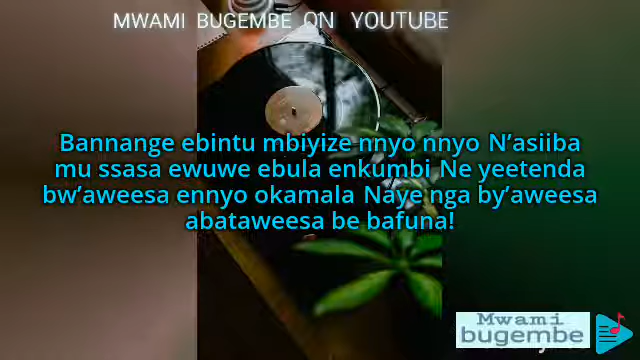 MWAMI BUGEMBE ON YOUTUBE
Bannange ebintu mbiyize nnyo nnyo N’asiiba
mu ssasa ewuwe ebula enkumbi Ne yeetenda
bw’aweesa ennyo okamala Naye nga by’aweesa
abataweesa be bafuna!
Mwami
bugembe